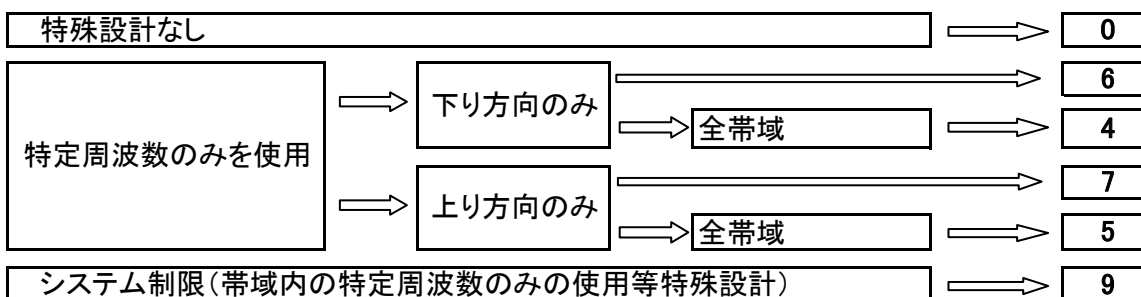 特殊設計なし
0
特定周波数のみを使用
下り方向のみ
6
全帯域
4
上り方向のみ
7
全帯域
5
システム制限（帯域内の特定周波数のみの使用等特殊設計）
9